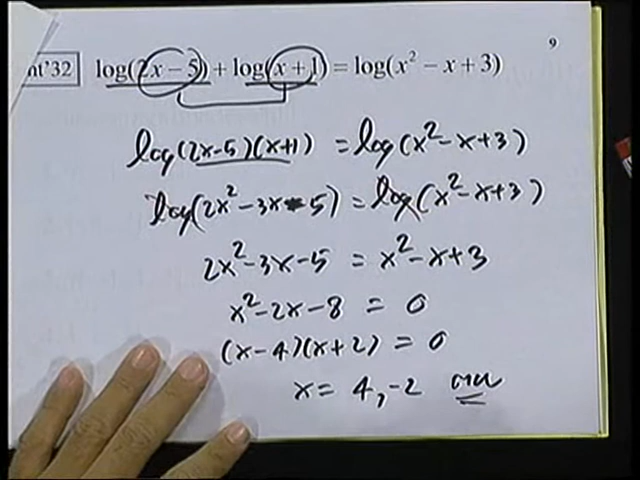 9
nt'32 log(2x − 5) + log(x + 1) = log(x² − x + 3)
log(2x-5)(x+1) = log(x²-x+3)
log(2x²-3x-5) = log(x²-x+3)
2x²-3x-5 = x²-x+3
x²-2x-8 = 0
(x-4)(x+2) = 0
x = 4, -2